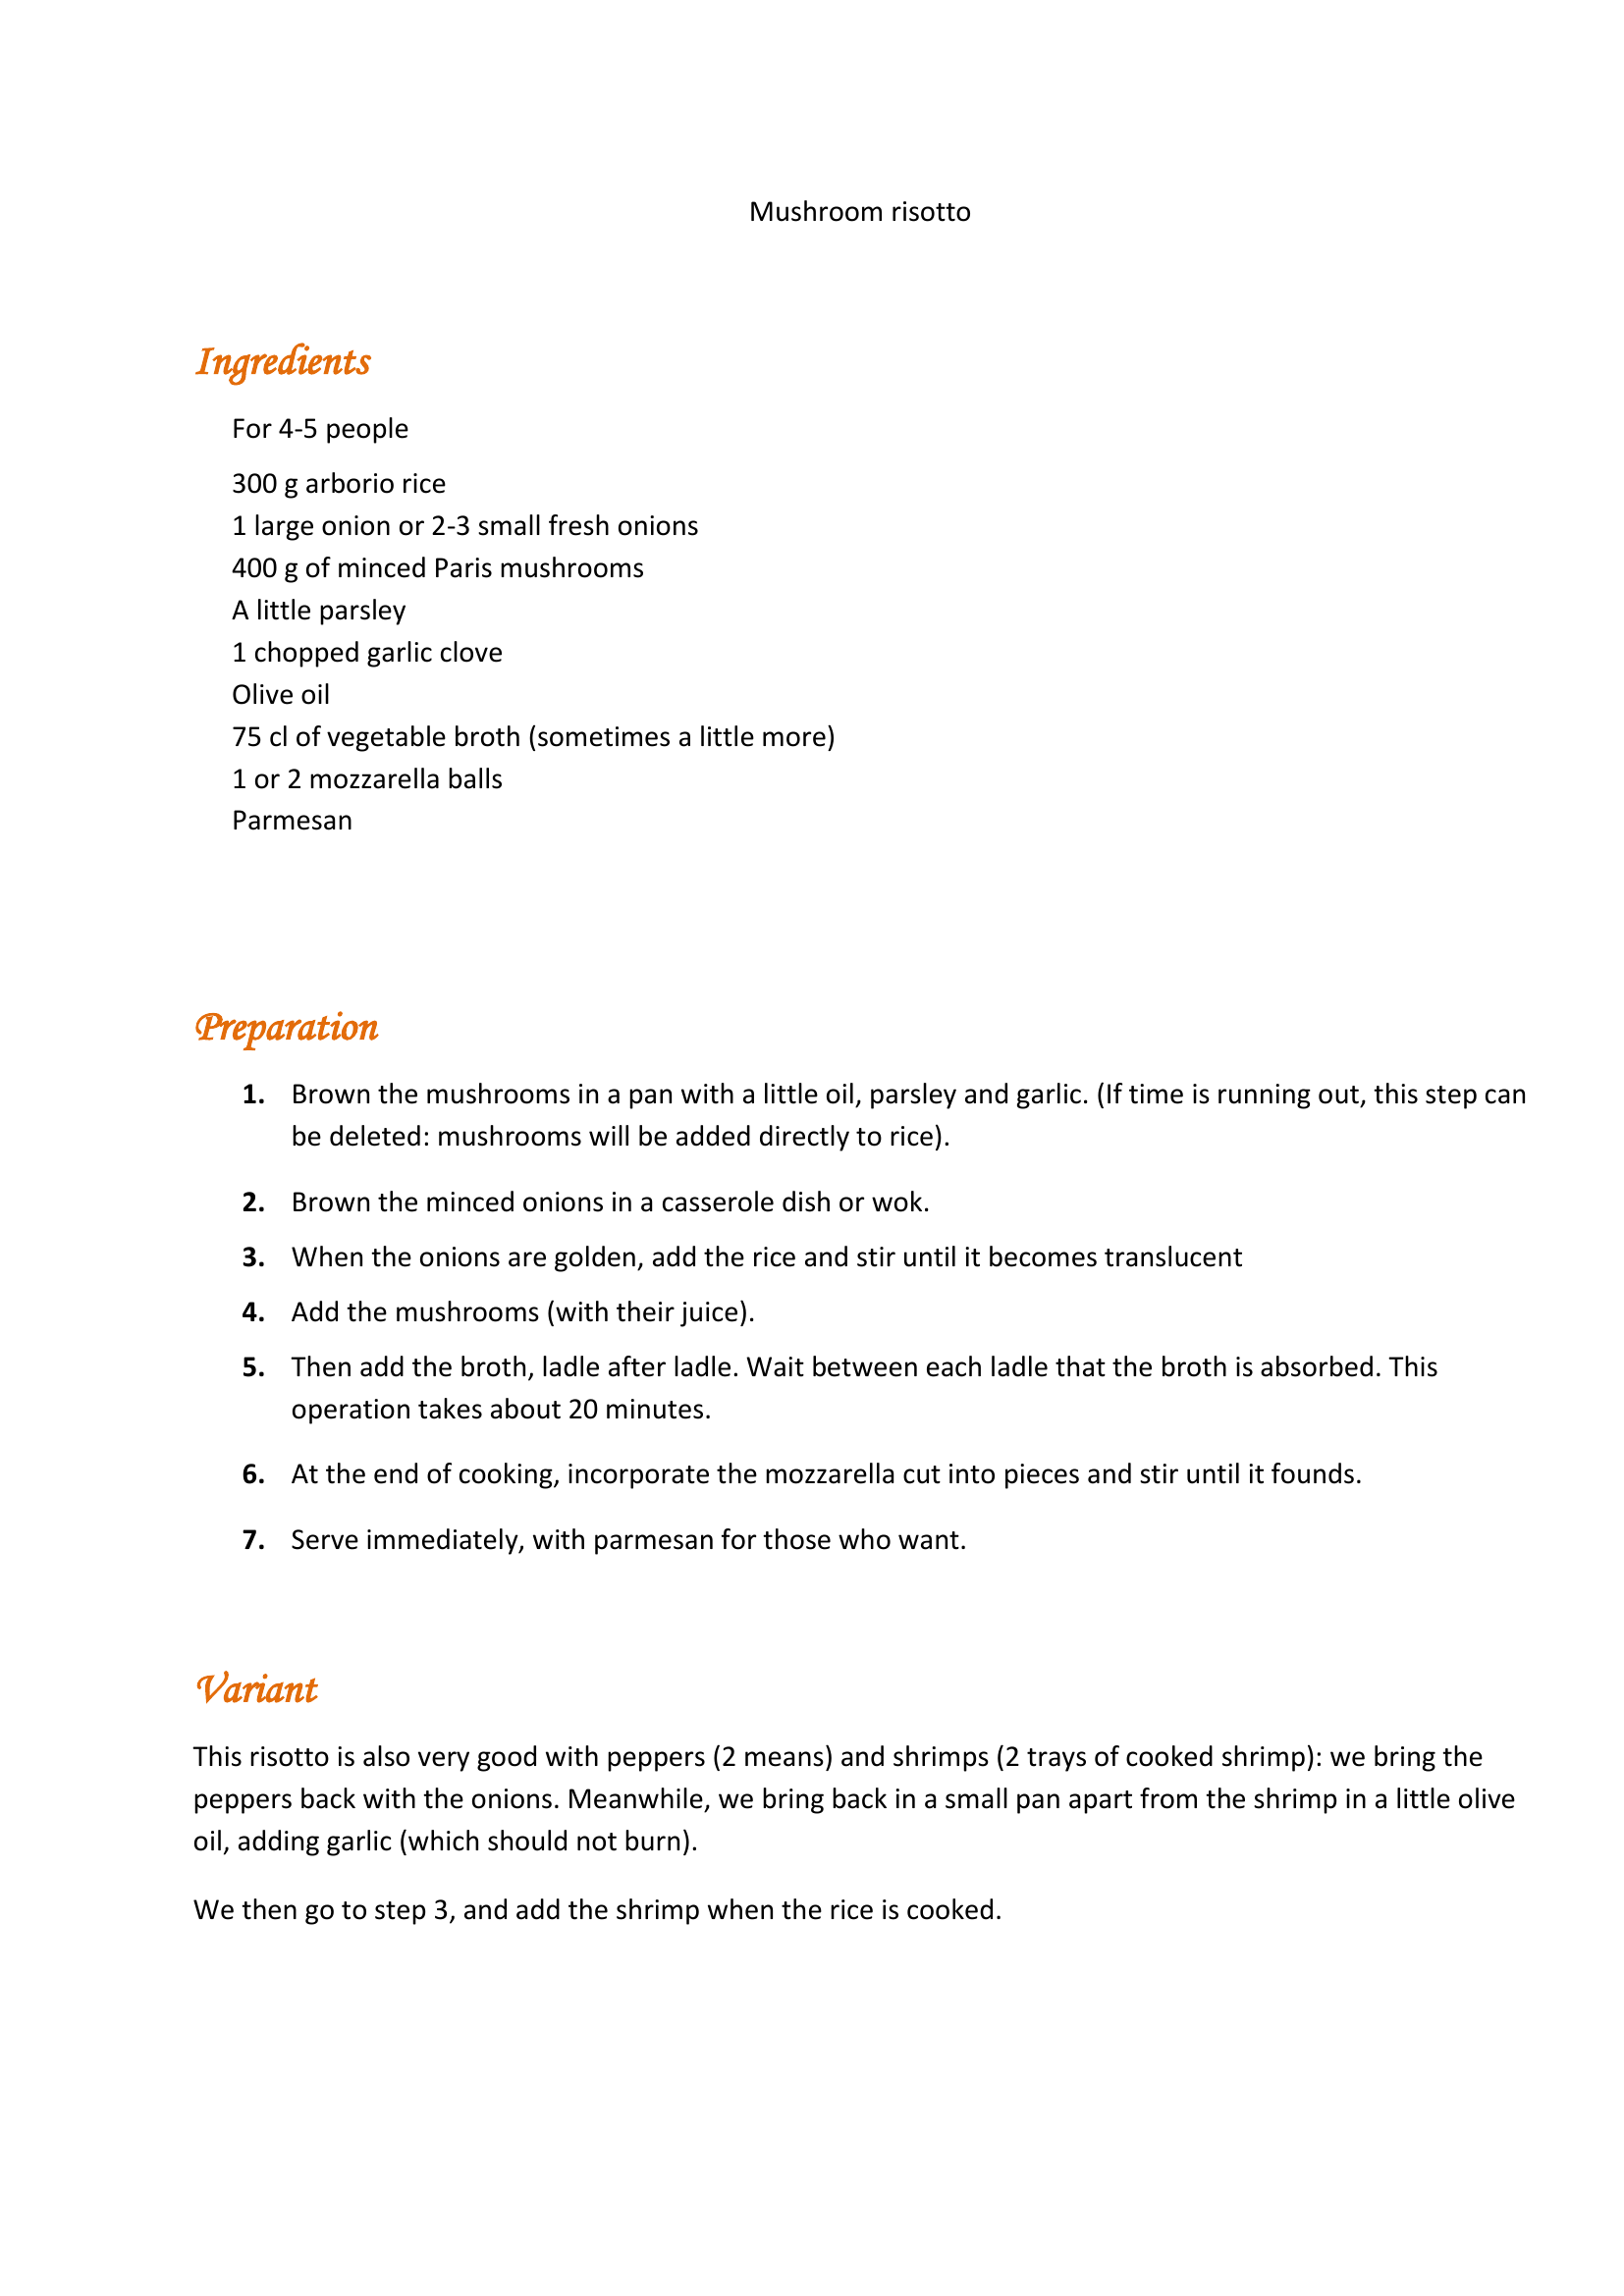 Mushroom risotto
Ingredients
For 4-5 people
300 g arborio rice
1 large onion or 2-3 small fresh onions
400 g of minced Paris mushrooms
A little parsley
1 chopped garlic clove
Olive oil
75 cl of vegetable broth (sometimes a little more)
1 or 2 mozzarella balls
Parmesan
Preparation
1. Brown the mushrooms in a pan with a little oil, parsley and garlic. (If time is running out, this step can
be deleted: mushrooms will be added directly to rice).
2. Brown the minced onions in a casserole dish or wok.
3. When the onions are golden, add the rice and stir until it becomes translucent
4. Add the mushrooms (with their juice).
5. Then add the broth, ladle after ladle. Wait between each ladle that the broth is absorbed. This
operation takes about 20 minutes.
6. At the end of cooking, incorporate the mozzarella cut into pieces and stir until it founds.
7. Serve immediately, with parmesan for those who want.
Variant
This risotto is also very good with peppers (2 means) and shrimps (2 trays of cooked shrimp): we bring the
peppers back with the onions. Meanwhile, we bring back in a small pan apart from the shrimp in a little olive
oil, adding garlic (which should not burn).
We then go to step 3, and add the shrimp when the rice is cooked.